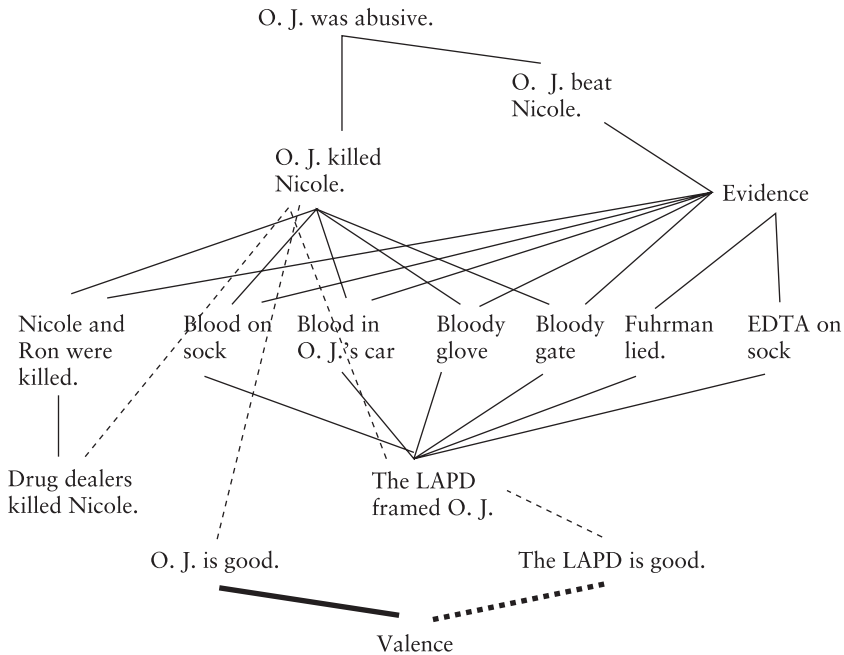 O. J. was abusive.
O. J. beat
Nicole.
O. J. killed
Nicole.
Evidence
Nicole and
Ron were
killed.
Blood on
sock
Blood in
O. J.'s car
Bloody
glove
Bloody
gate
Fuhrman
lied.
EDTA on
sock
Drug dealers
killed Nicole.
The LAPD
framed O. J.
O. J. is good.
The LAPD is good.
Valence